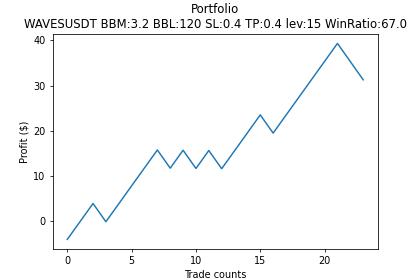 Portfolio
WAVESUSDT BBM:3.2 BBL:120 SL:0.4 TP:0.4 lev:15 WinRatio:67.0
40
30
20
10
0
Profit ($)
0 5 10 15 20
Trade counts